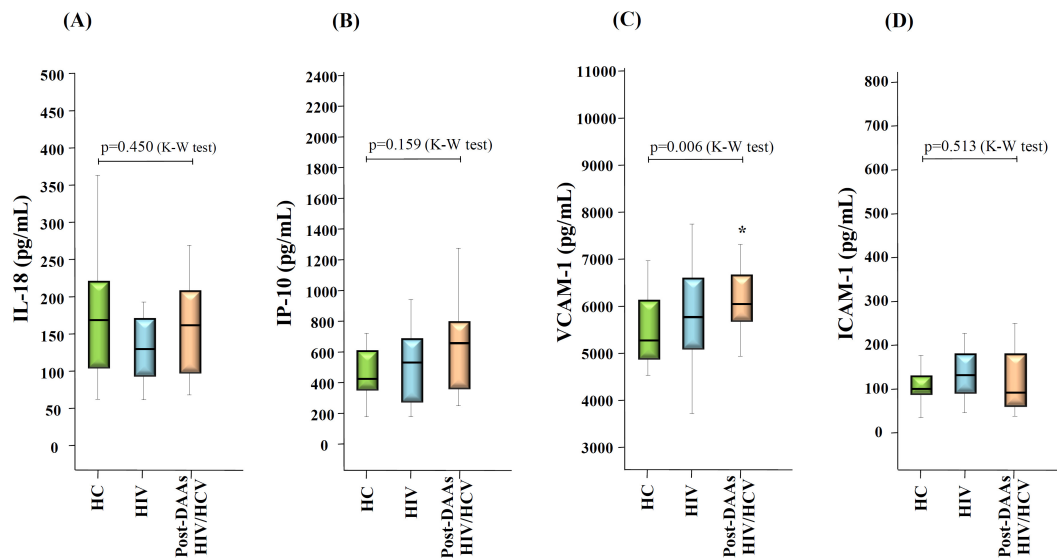 (A)
IL-18 (pg/mL)
500
450
400
350
300
250
200
150
100
50
0
p=0.450 (K-W test)
HC
HIV
Post-DAAs
HIV/HCV
(B)
IP-10 (pg/mL)
2400
2200
2000
1800
1600
1400
1200
1000
800
600
400
200
0
p=0.159 (K-W test)
HC
HIV
Post-DAAs
HIV/HCV
(C)
VCAM-1 (pg/mL)
11000
10000
9000
8000
7000
6000
5000
4000
3000
p=0.006 (K-W test)
*
HC
HIV
Post-DAAs
HIV/HCV
(D)
ICAM-1 (pg/mL)
800
700
600
500
400
300
200
100
0
p=0.513 (K-W test)
HC
HIV
Post-DAAs
HIV/HCV